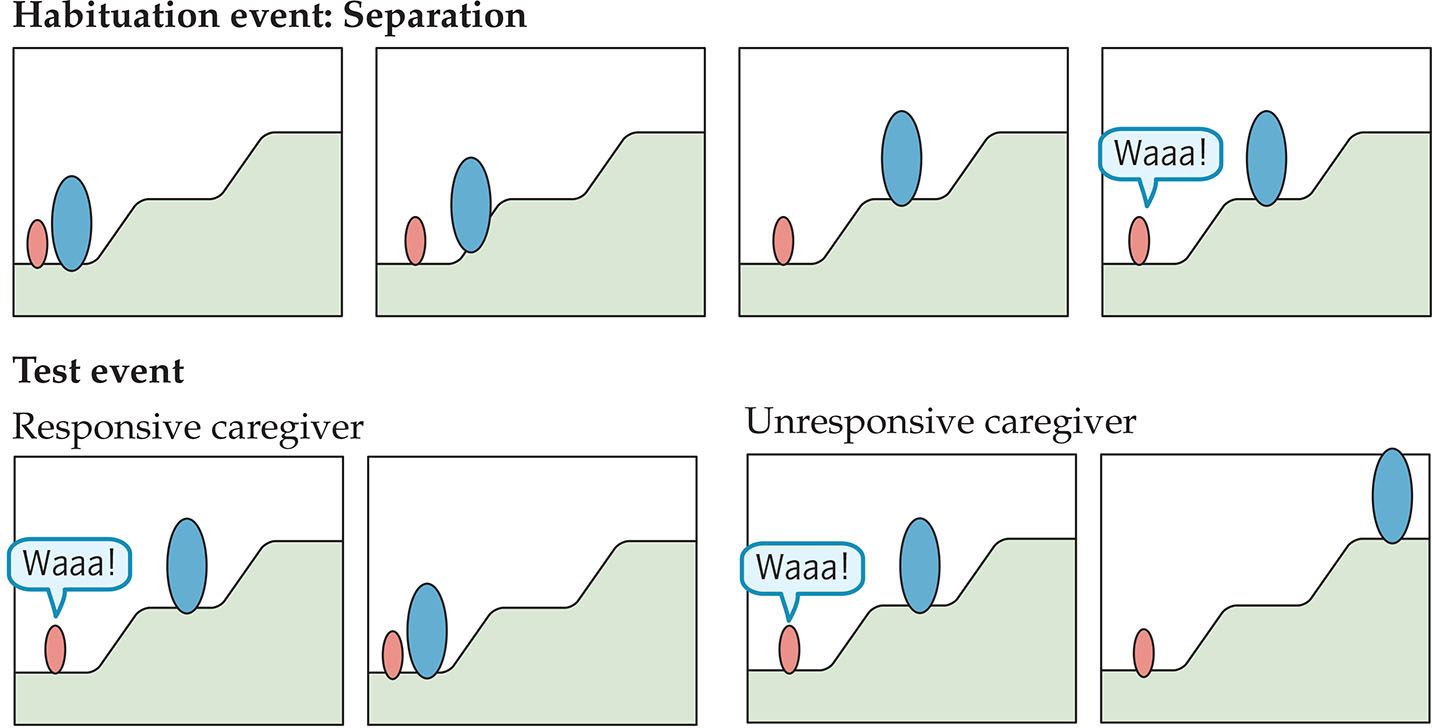 Habituation event: Separation
Waaa!
Test event
Responsive caregiver
Unresponsive caregiver
Waaa!
Waaa!